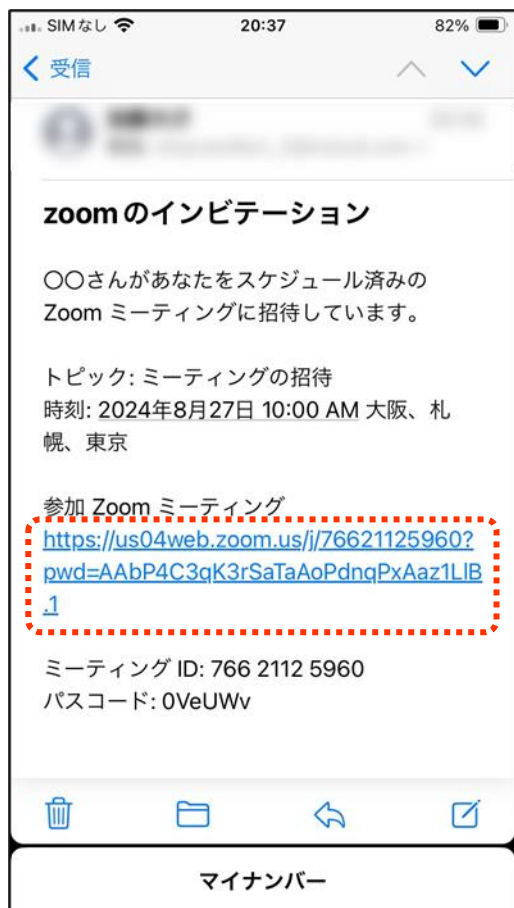 SIMなし
20:37
82%
受信
zoomのインビテーション
〇〇さんがあなたをスケジュール済みの
Zoom ミーティングに招待しています。
トピック: ミーティングの招待
時刻: 2024年8月27日 10:00 AM 大阪、札
幌、東京
参加 Zoom ミーティング
https://us04web.zoom.us/j/76621125960?
pwd=AAbP4C3qK3rSaTaAoPdnqPxAaz1LlB
.1
ミーティング ID: 766 2112 5960
パスコード: 0VeUWv
マイナンバー